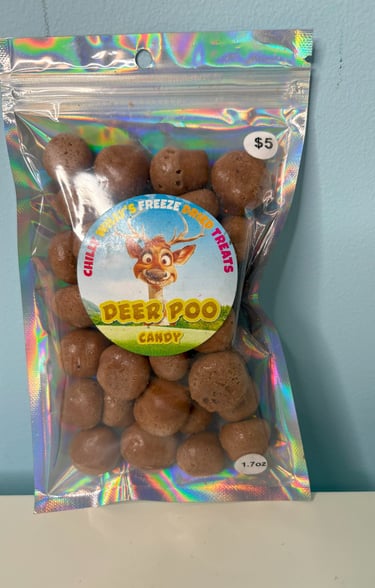 $5
FREEZE DRIED TREATS
DEER POO
CANDY
1.7oz